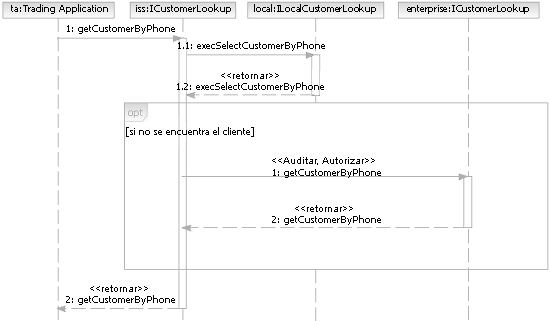 ta:Trading Application
iss:ICustomerLookup
local:ILocalCustomerLookup
enterprise:ICustomerLookup
1: getCustomerByPhone
1.1: execSelectCustomerByPhone
<<retornar>>
1.2: execSelectCustomerByPhone
opt
[si no se encuentra el cliente]
<<Auditar, Autorizar>>
1: getCustomerByPhone
<<retornar>>
2: getCustomerByPhone
<<retornar>>
2: getCustomerByPhone